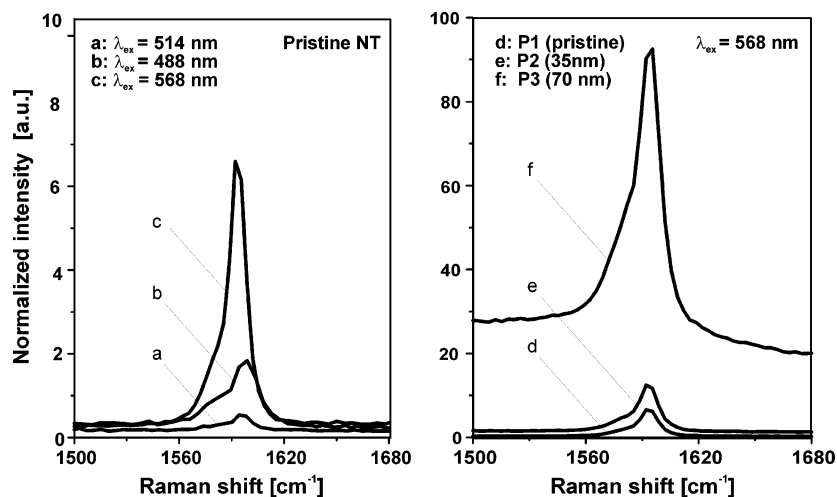 a: λex = 514 nm
b: λex = 488 nm
c: λex = 568 nm
Pristine NT
10
8
6
4
2
0
c
b
a
1500
1560
1620
1680
Normalized intensity [a.u.]
Raman shift [cm-1]
d: P1 (pristine)
e: P2 (35nm)
f: P3 (70 nm)
λex = 568 nm
100
80
60
40
20
0
f
e
d
1500
1560
1620
1680
Raman shift [cm-1]